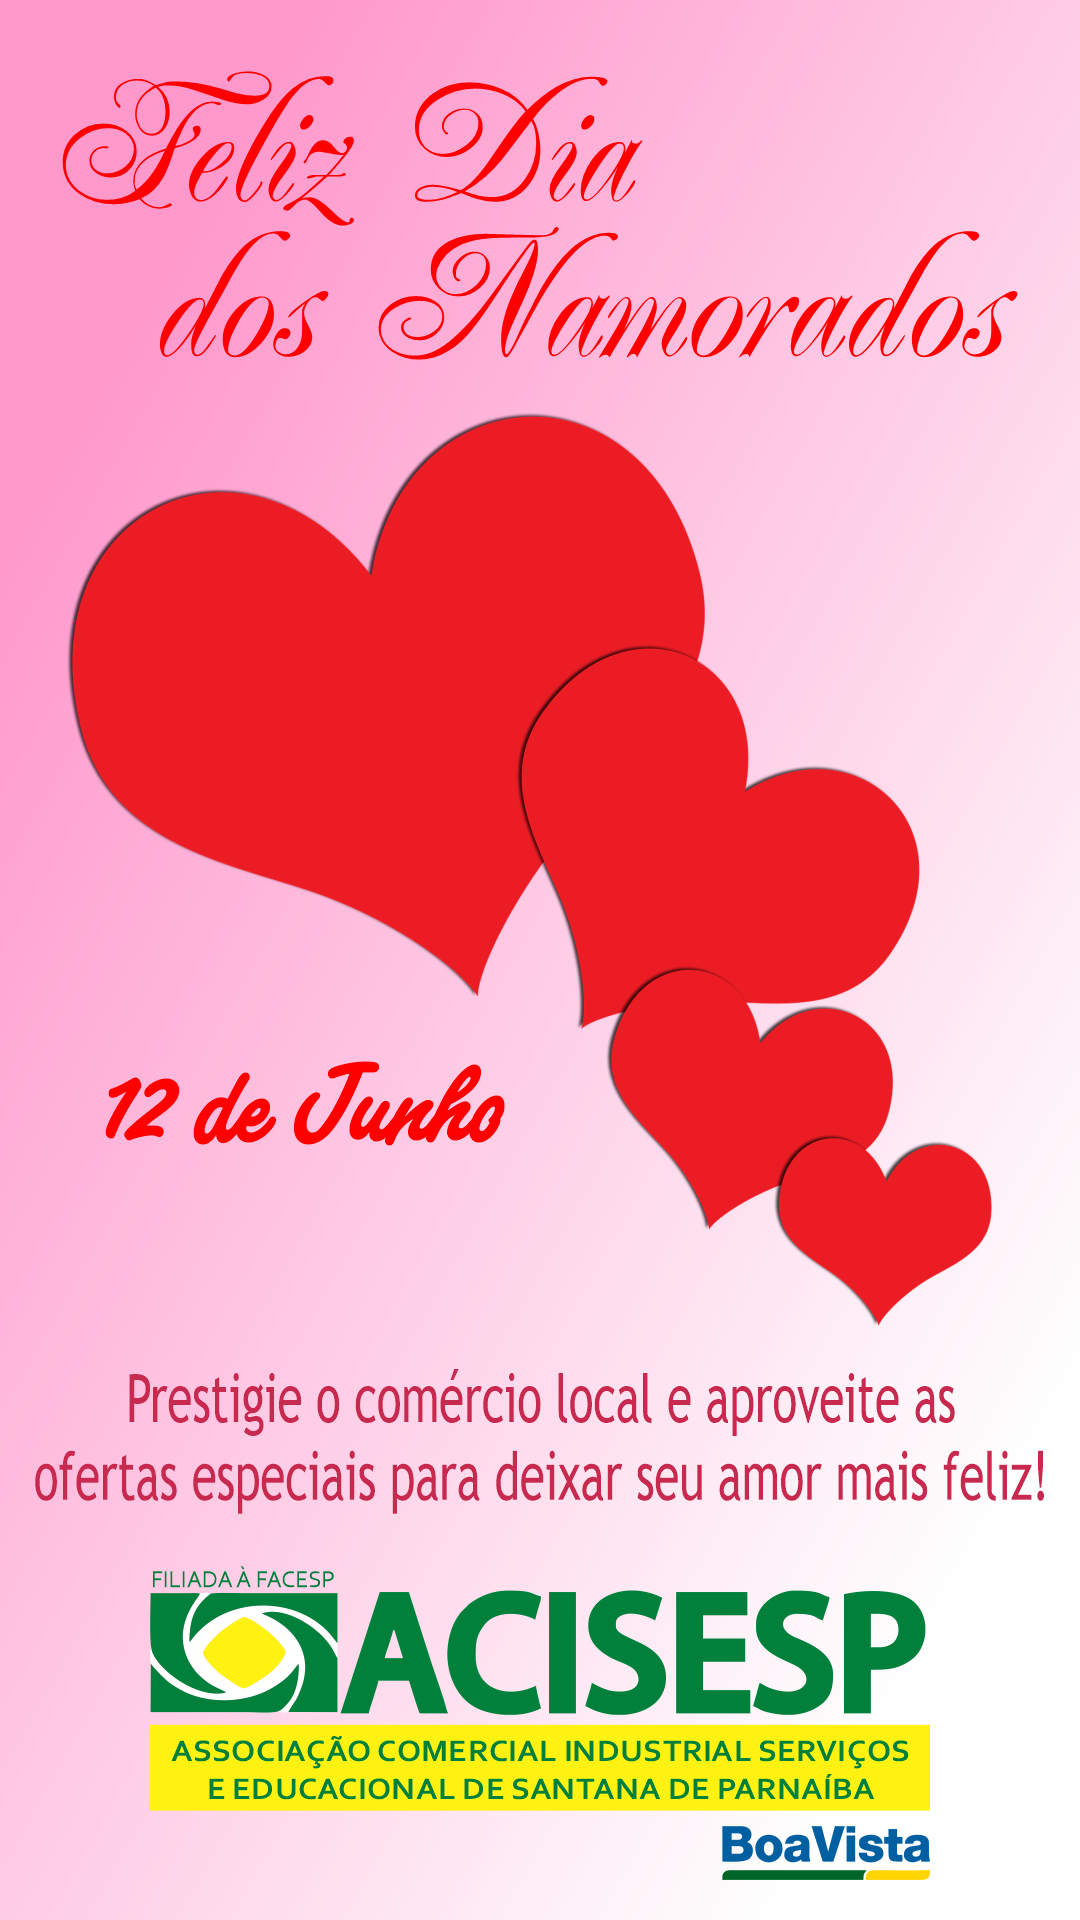 Feliz Dia
dos Namorados
12 de Junho
Prestigie o comércio local e aproveite as
ofertas especiais para deixar seu amor mais feliz!
FILIADA À FACESP
ACISESP
ASSOCIAÇÃO COMERCIAL INDUSTRIAL SERVIÇOS
E EDUCACIONAL DE SANTANA DE PARNAÍBA
BoaVista